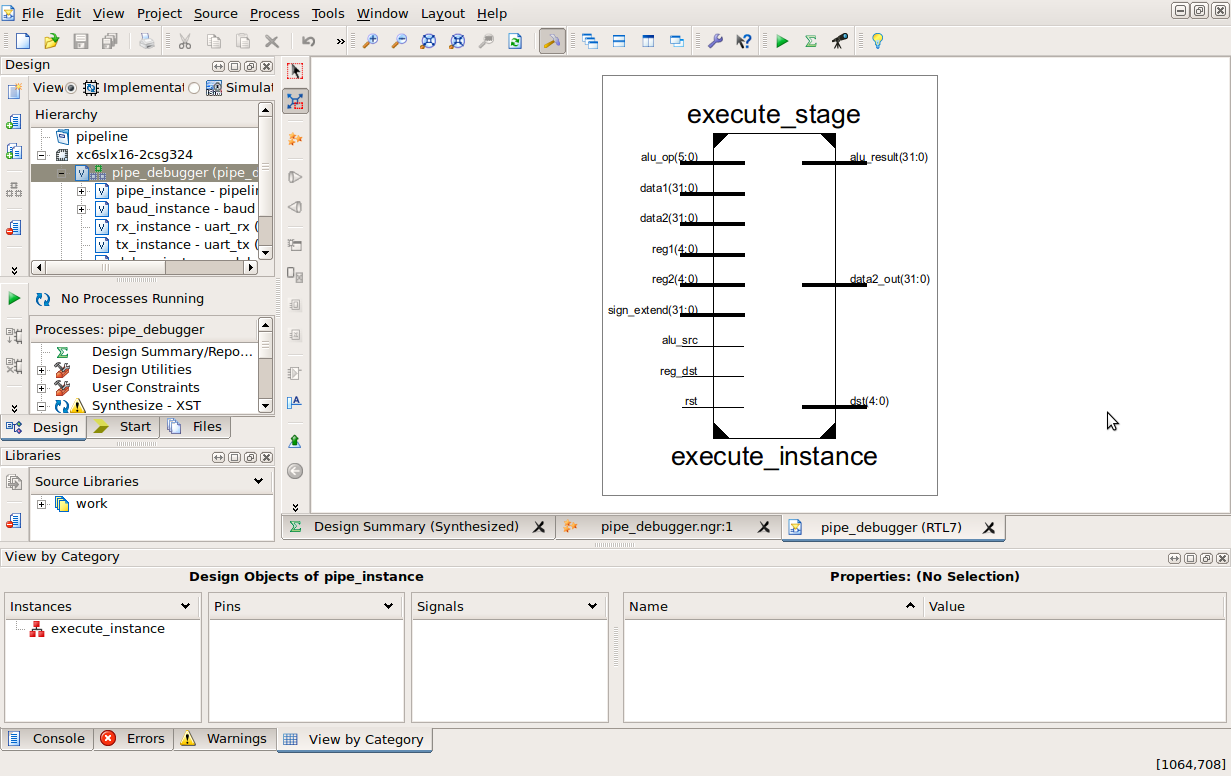 File Edit View Project Source Process Tools Window Layout Help
Design
View Implementat Simulat
Hierarchy
pipeline
xc6slx16-2csg324
pipe_debugger (pipe_d
pipe_instance - pipelin
baud_instance - baud
rx_instance - uart_rx (
tx_instance - uart_tx (
No Processes Running
Processes: pipe_debugger
Design Summary/Repo...
Design Utilities
User Constraints
Synthesize - XST
Design Start Files
Libraries
Source Libraries
work
execute_stage
alu_op(5:0) alu_result(31:0)
data1(31:0)
data2(31:0)
reg1(4:0)
reg2(4:0) data2_out(31:0)
sign_extend(31:0)
alu_src
reg_dst
rst dst(4:0)
execute_instance
Design Summary (Synthesized) pipe_debugger.ngr:1 pipe_debugger (RTL7)
View by Category
Design Objects of pipe_instance Properties: (No Selection)
Instances Pins Signals Name Value
execute_instance
Console Errors Warnings View by Category
[1064,708]